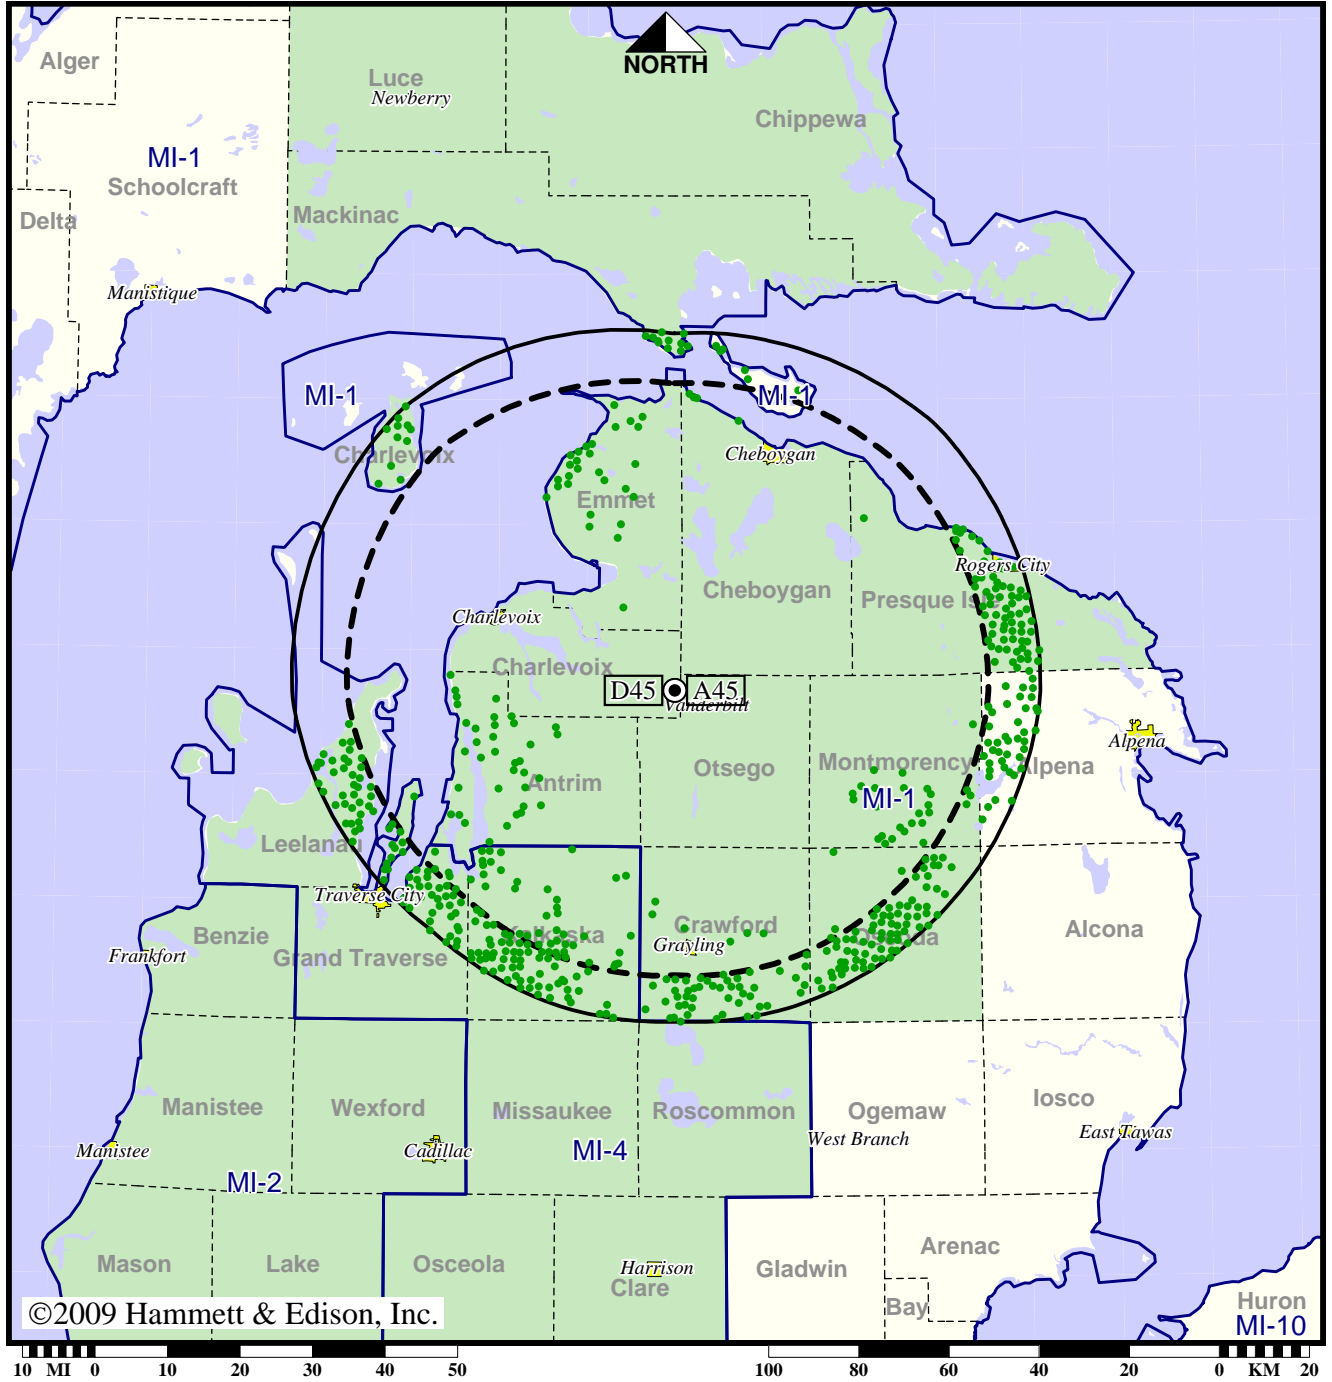 NORTH
Alger
Luce
Newberry
Chippewa
MI-1
Schoolcraft
Delta
Mackinac
Manistique
MI-1
MI-1
Charlevoix
Cheboygan
Emmet
Rogers City
Cheboygan
Presque Isle
Charlevoix
Charlevoix
D45
A45
Vanderbilt
Alpena
Otsego
Montmorency
Alpena
Antrim
MI-1
Leelanau
Traverse City
Benzie
Crawford
Kalkaska
Oscoda
Alcona
Grayling
Frankfort
Grand Traverse
Manistee
Wexford
Missaukee
Roscommon
Ogemaw
Iosco
West Branch
East Tawas
Manistee
Cadillac
MI-4
MI-2
Mason
Lake
Osceola
Harrison
Clare
Gladwin
Arenac
Bay
Huron
MI-10
©2009 Hammett & Edison, Inc.
10 MI 0 10 20 30 40 50 100 80 60 40 20 0 KM 20